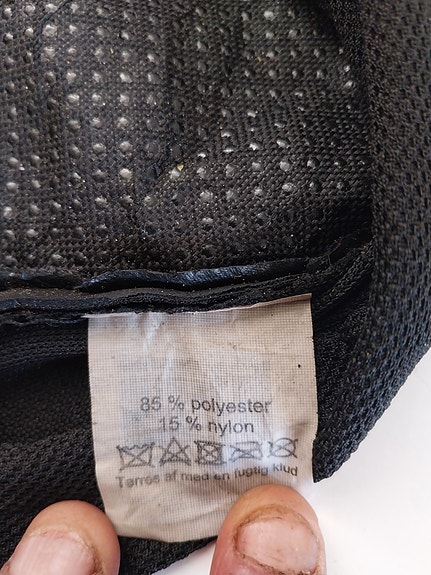 85 % polyester
15 % nylon
Tørres af med en fugtig klud